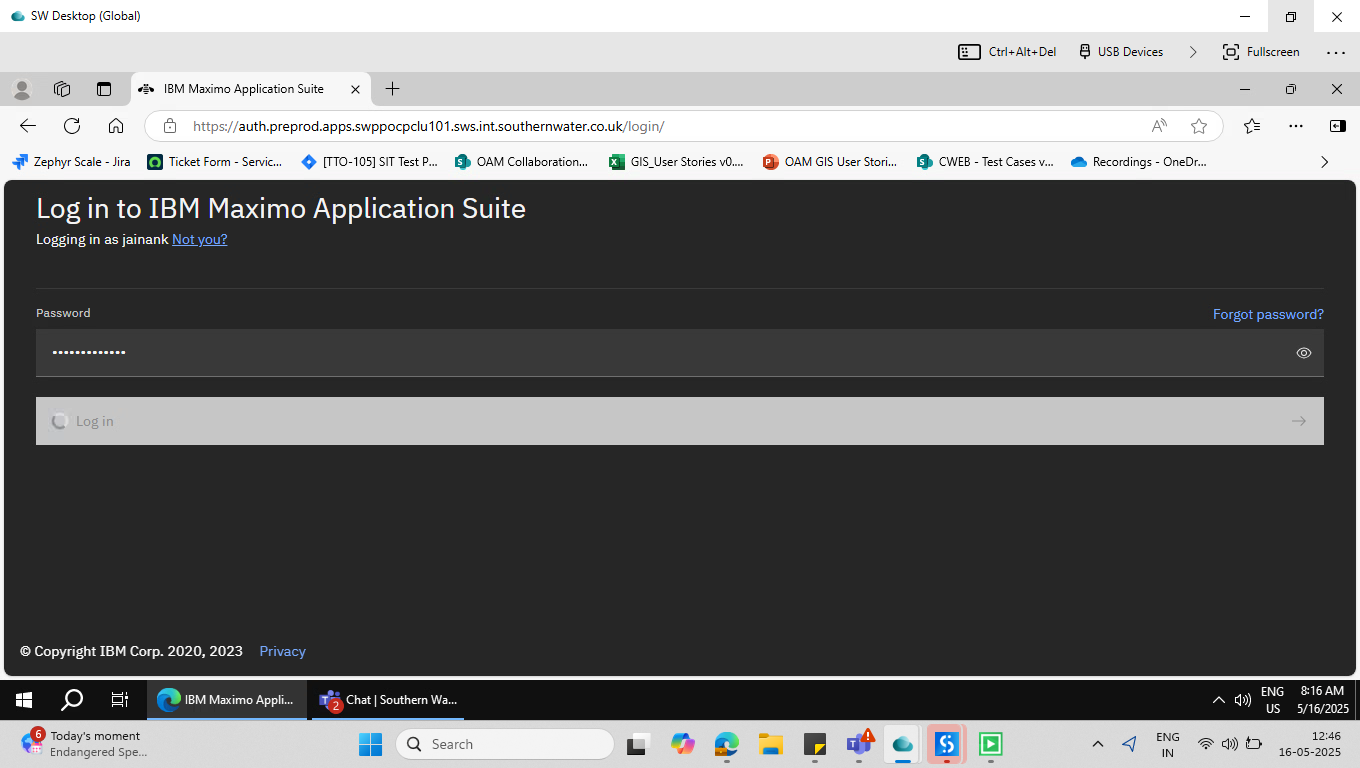 SW Desktop (Global)
Ctrl+Alt+Del
USB Devices
Fullscreen
IBM Maximo Application Suite
https://auth.preprod.apps.swppocpclu101.sws.int.southernwater.co.uk/login/
Zephyr Scale - Jira
Ticket Form - Servic...
[TTO-105] SIT Test P...
OAM Collaboration...
GIS_User Stories v0....
OAM GIS User Stori...
CWEB - Test Cases v...
Recordings - OneDr...
Log in to IBM Maximo Application Suite
Logging in as jainank Not you?
Password
Forgot password?
•••••••••••••
Log in
© Copyright IBM Corp. 2020, 2023 Privacy
IBM Maximo Appli...
2
Chat | Southern Wa...
ENG
US
8:16 AM
5/16/2025
6
Today's moment
Endangered Spe...
Search
ENG
IN
12:46
16-05-2025